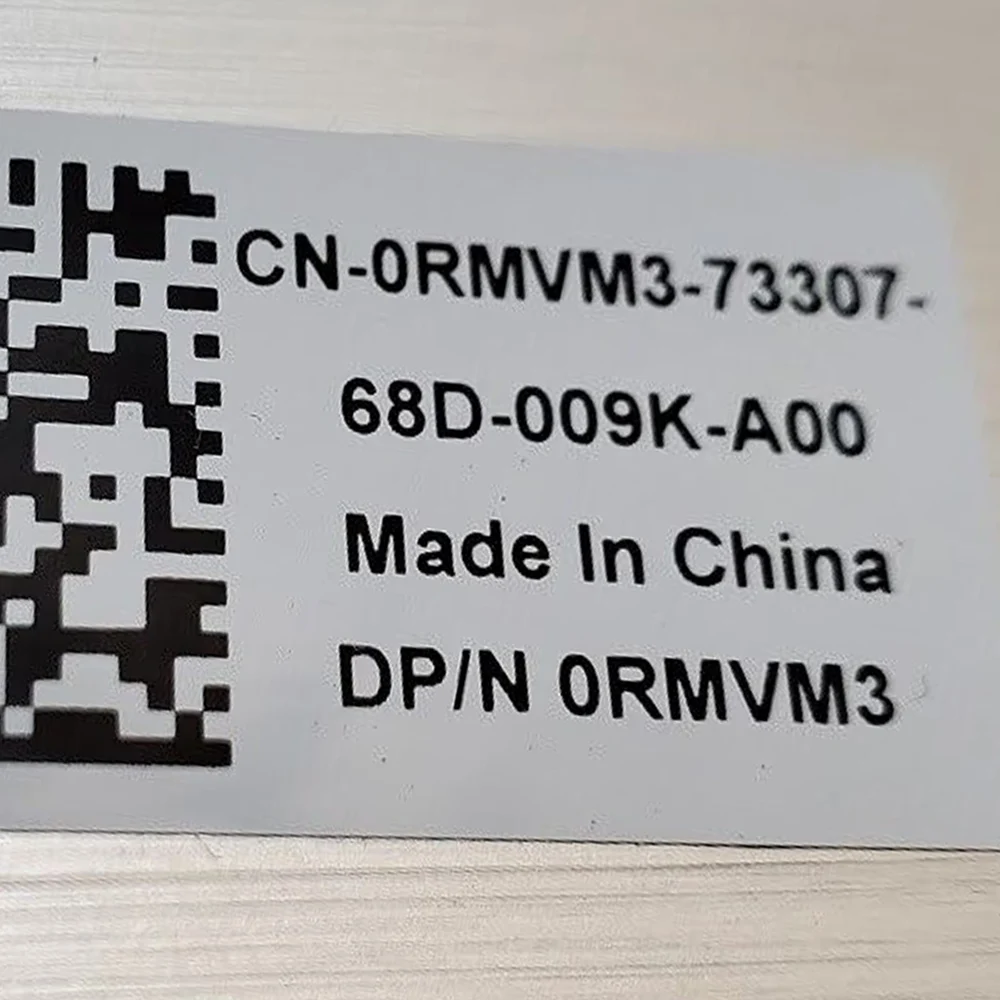 CN-0RMVM3-73307-
68D-009K-A00
Made In China
DP/N 0RMVM3